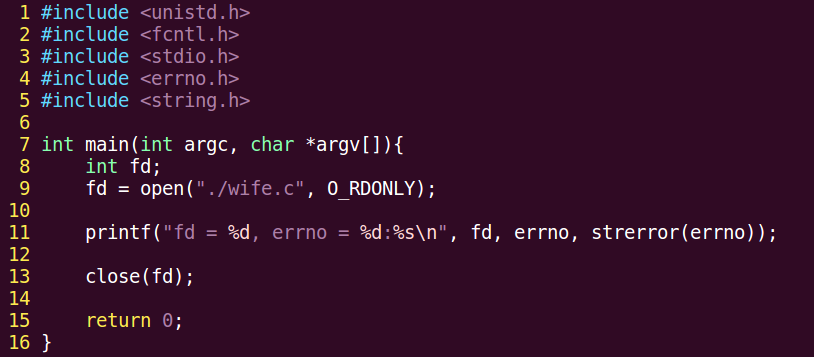 1 #include <unistd.h>
2 #include <fcntl.h>
3 #include <stdio.h>
4 #include <errno.h>
5 #include <string.h>
6
7 int main(int argc, char *argv[]){
8     int fd;
9     fd = open("./wife.c", O_RDONLY);
10
11     printf("fd = %d, errno = %d:%s\n", fd, errno, strerror(errno));
12
13     close(fd);
14
15     return 0;
16 }